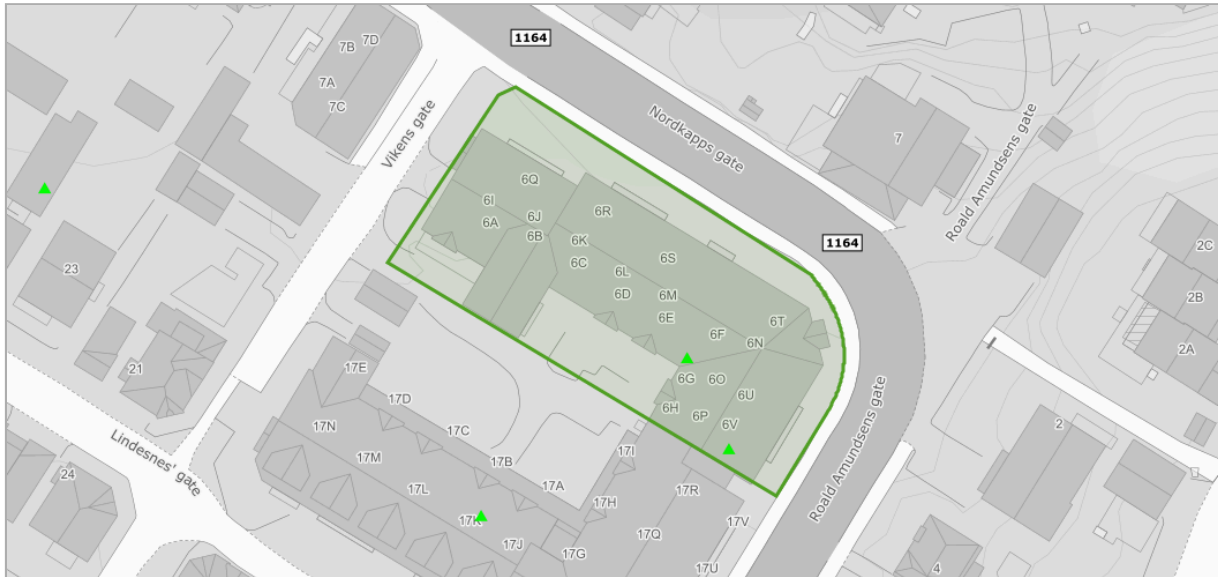 7D
7B
1164
7A
7C
Nordkapps gate
Vikens gate
7
Roald Amundsens gate
6Q
6I
6R
6A
6J
6B
6K
1164
2C
6C
6S
23
6L
6D
6M
2B
6E
6T
6F
6N
2A
17E
21
6G
6O
6H
6U
17D
6P
6V
Roald Amundsens gate
2
17N
17C
17I
Lindesnes' gate
17M
17B
24
17L
17A
17R
17H
17K
17V
17Q
17J
17G
17U
4